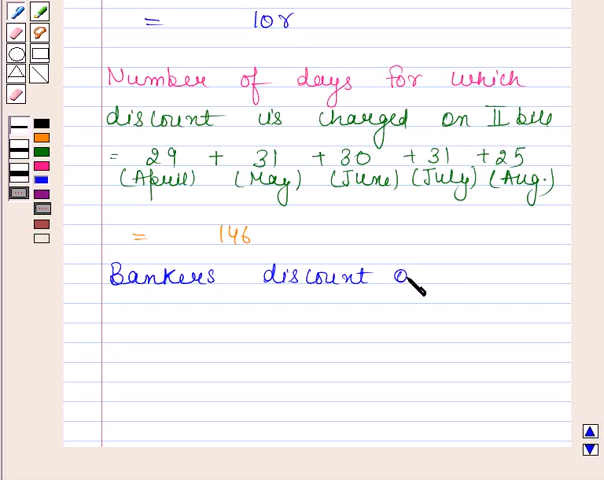 = 108
Number of days for which
discount is charged on II bill
= 29 + 31 + 30 + 31 + 25
(April) (May) (June) (July) (Aug.)
= 146
Bankers discount o